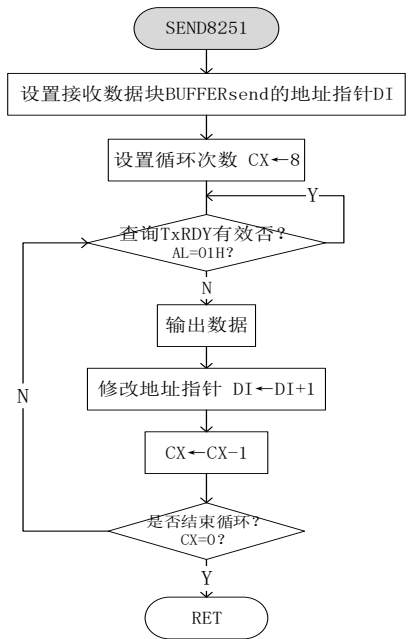 SEND8251
设置接收数据块BUFFERsend的地址指针DI
设置循环次数 CX←8
Y
查询TxRDY有效否?
AL=01H?
N
输出数据
修改地址指针 DI←DI+1
N
CX←CX-1
是否结束循环?
CX=0?
Y
RET